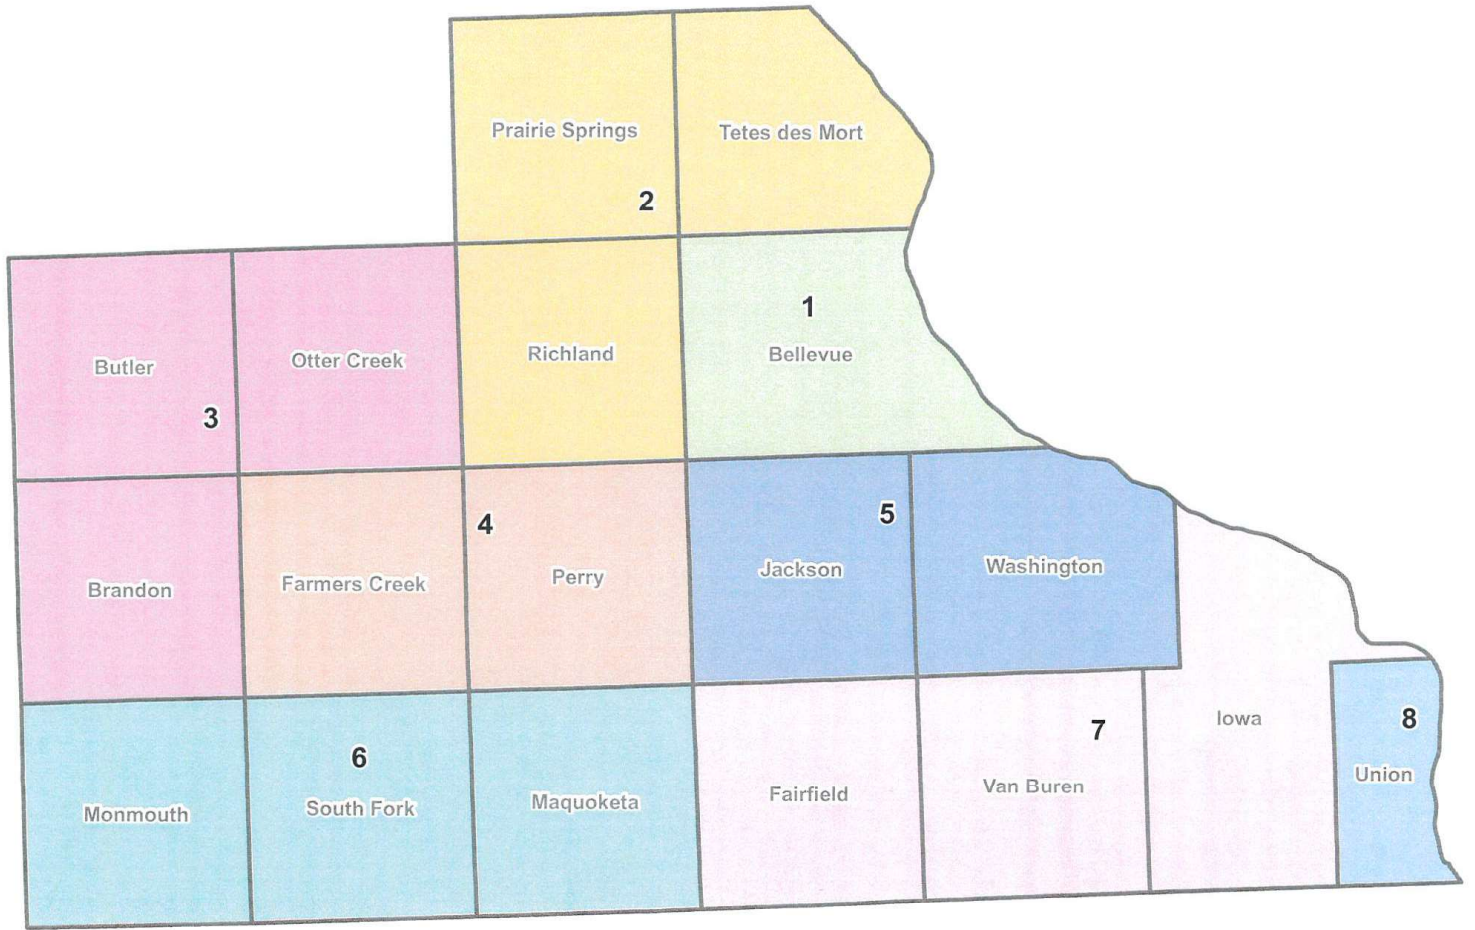 Prairie Springs
Tetes des Mort
2
1
Butler
Otter Creek
Richland
Bellevue
3
4
5
Brandon
Farmers Creek
Perry
Jackson
Washington
6
7
8
Monmouth
South Fork
Maquoketa
Fairfield
Van Buren
Iowa
Union